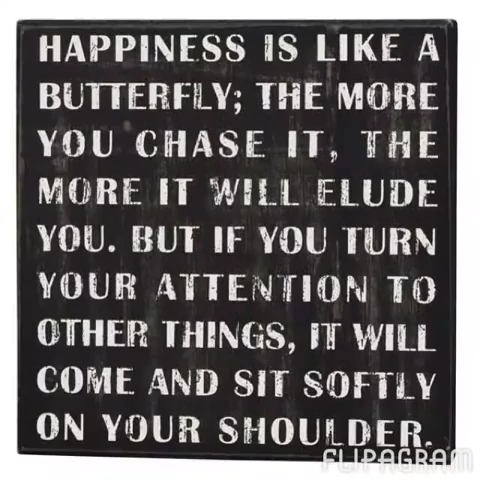 HAPPINESS IS LIKE A
BUTTERFLY; THE MORE
YOU CHASE IT, THE
MORE IT WILL ELUDE
YOU. BUT IF YOU TURN
YOUR ATTENTION TO
OTHER THINGS, IT WILL
COME AND SIT SOFTLY
ON YOUR SHOULDER.
FLIPAGRAM